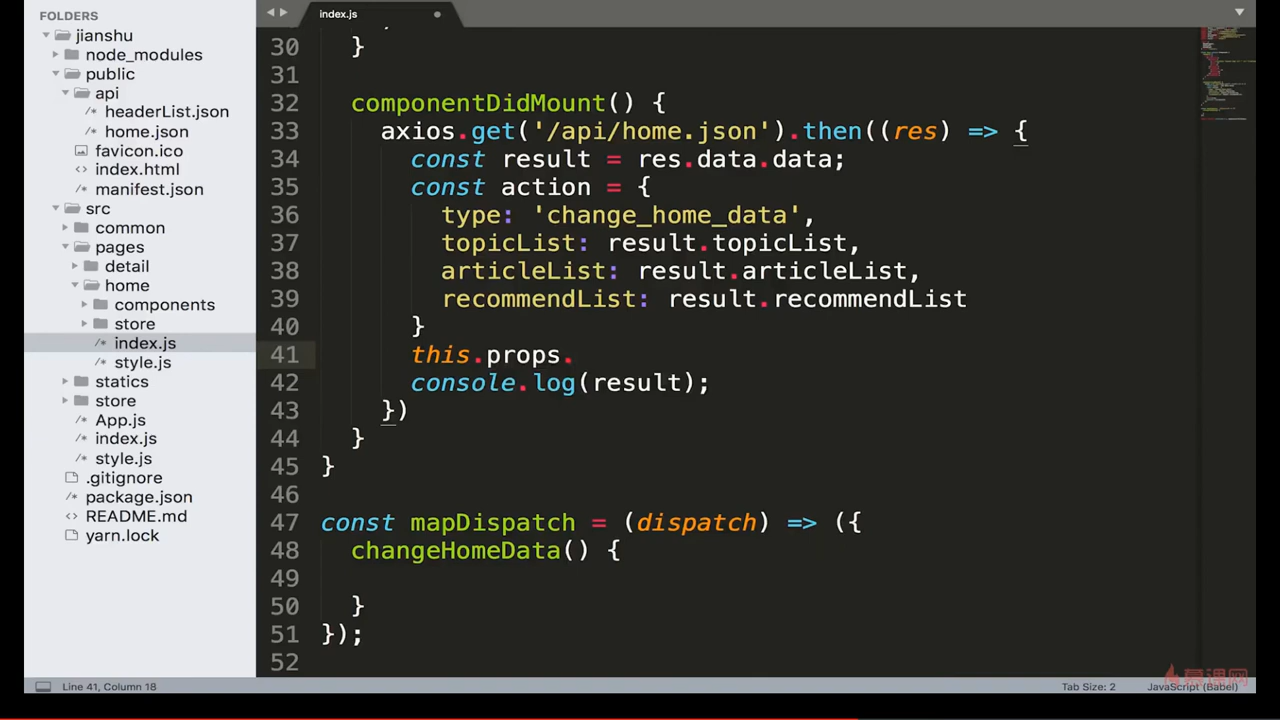 FOLDERS
jianshu
node_modules
public
api
/* headerList.json
/* home.json
favicon.ico
<> index.html
/* manifest.json
src
common
pages
detail
home
components
store
/* index.js
/* style.js
statics
store
/* App.js
/* index.js
/* style.js
.gitignore
/* package.json
README.md
yarn.lock
index.js
30 }
31
32 componentDidMount() {
33 axios.get('/api/home.json').then((res) => {
34 const result = res.data.data;
35 const action = {
36 type: 'change_home_data',
37 topicList: result.topicList,
38 articleList: result.articleList,
39 recommendList: result.recommendList
40 }
41 this.props.
42 console.log(result);
43 })
44 }
45 }
46
47 const mapDispatch = (dispatch) => ({
48 changeHomeData() {
49
50 }
51 });
52
慕课网
Line 41, Column 18
Tab Size: 2
JavaScript (Babel)